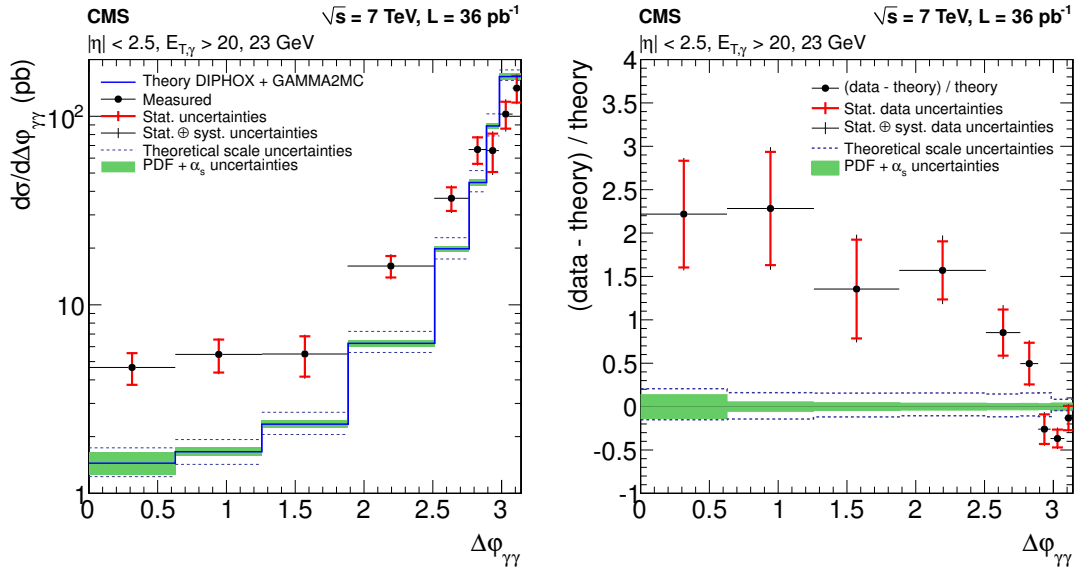 CMS √s = 7 TeV, L = 36 pb⁻¹
|η| < 2.5, E_T,γ > 20, 23 GeV
dσ/dΔφ_γγ (pb)
Theory DIPHOX + GAMMA2MC
Measured
Stat. uncertainties
Stat. ⊕ syst. uncertainties
Theoretical scale uncertainties
PDF + α_s uncertainties
10²
10
1
0 0.5 1 1.5 2 2.5 3
Δφ_γγ
CMS √s = 7 TeV, L = 36 pb⁻¹
|η| < 2.5, E_T,γ > 20, 23 GeV
(data - theory) / theory
(data - theory) / theory
Stat. data uncertainties
Stat. ⊕ syst. data uncertainties
Theoretical scale uncertainties
PDF + α_s uncertainties
4
3.5
3
2.5
2
1.5
1
0.5
0
-0.5
-1
0 0.5 1 1.5 2 2.5 3
Δφ_γγ